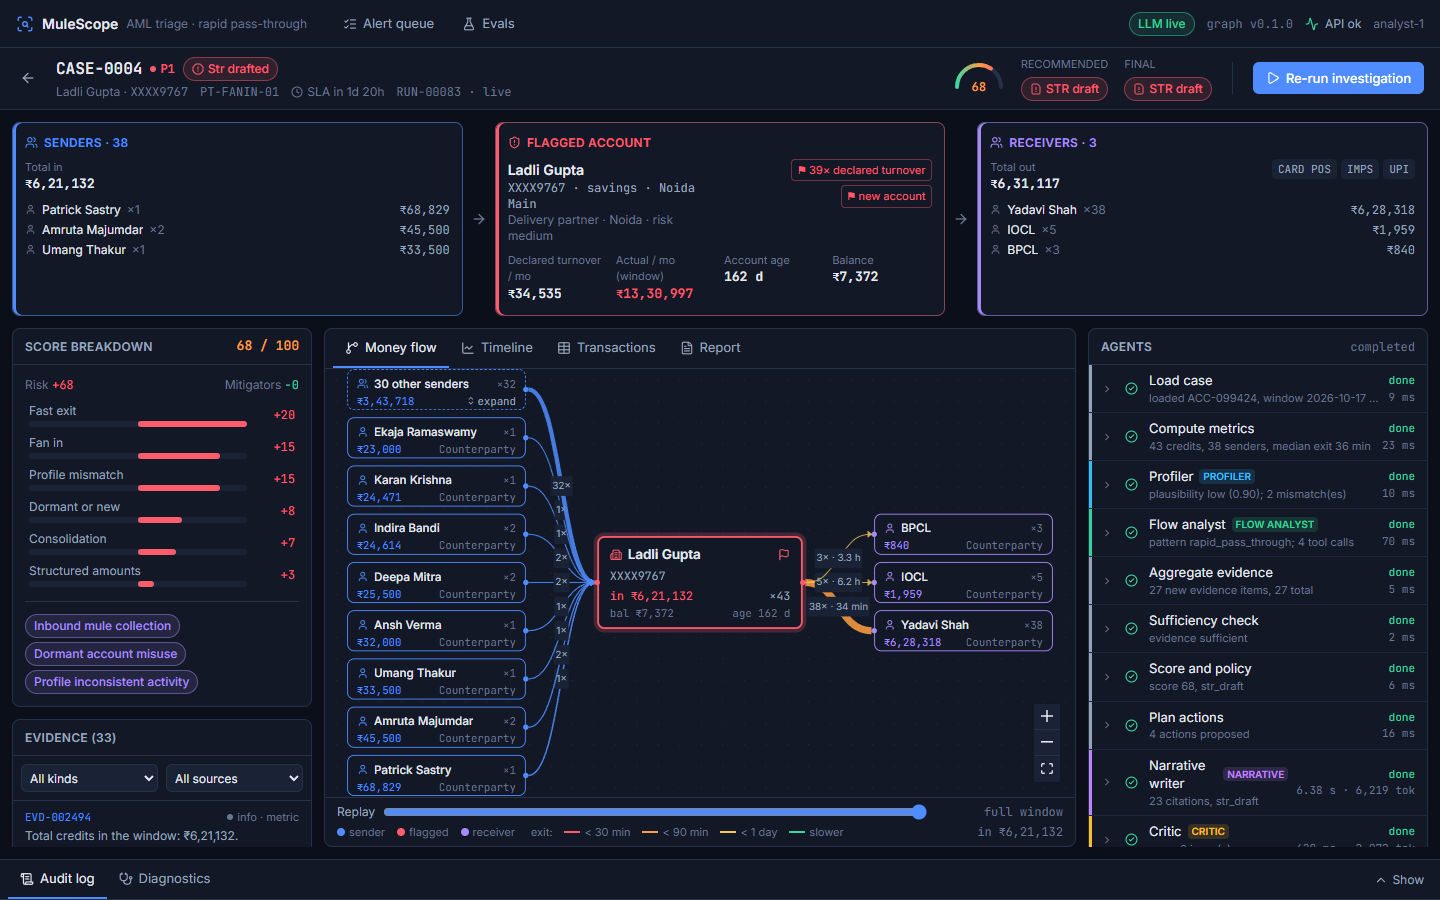 MuleScope AML triage · rapid pass-through Alert queue Evals LLM live graph v0.1.0 API ok analyst-1
CASE-0004 P1 Str drafted
Ladli Gupta · XXXX9767 PT-FANIN-01 SLA in 1d 20h RUN-00083 · live
68
RECOMMENDED
STR draft
FINAL
STR draft
Re-run investigation
SENDERS · 38
Total in
₹6,21,132
Patrick Sastry ×1 ₹68,829
Amruta Majumdar ×2 ₹45,500
Umang Thakur ×1 ₹33,500
FLAGGED ACCOUNT
Ladli Gupta
XXXX9767 · savings · Noida
Main
Delivery partner · Noida · risk
medium
39× declared turnover
new account
Declared turnover
/ mo
₹34,535
Actual / mo
(window)
₹13,30,997
Account age
162 d
Balance
₹7,372
RECEIVERS · 3
Total out
₹6,31,117
CARD POS IMPS UPI
Yadavi Shah ×38 ₹6,28,318
IOCL ×5 ₹1,959
BPCL ×3 ₹840
SCORE BREAKDOWN 68 / 100
Risk +68 Mitigators -0
Fast exit +20
Fan in +15
Profile mismatch +15
Dormant or new +8
Consolidation +7
Structured amounts +3
Inbound mule collection
Dormant account misuse
Profile inconsistent activity
EVIDENCE (33)
All kinds All sources
EVD-002494 info · metric
Total credits in the window: ₹6,21,132.
Money flow Timeline Transactions Report
30 other senders ×32
₹3,43,718 expand
Ekaja Ramaswamy ×1
₹23,000 Counterparty
Karan Krishna ×1
₹24,471 Counterparty
Indira Bandi ×2
₹24,614 Counterparty
Deepa Mitra ×2
₹25,500 Counterparty
Ansh Verma ×1
₹32,000 Counterparty
Umang Thakur ×1
₹33,500 Counterparty
Amruta Majumdar ×2
₹45,500 Counterparty
Patrick Sastry ×1
₹68,829 Counterparty
32×
1×
1×
2×
2×
1×
1×
2×
1×
Ladli Gupta
XXXX9767
in ₹6,21,132 ×43
bal ₹7,372 age 162 d
3× · 3.3 h
5× · 6.2 h
38× · 34 min
BPCL ×3
₹840 Counterparty
IOCL ×5
₹1,959 Counterparty
Yadavi Shah ×38
₹6,28,318 Counterparty
Replay full window
sender flagged receiver exit: < 30 min < 90 min < 1 day slower in ₹6,21,132
AGENTS completed
Load case done
loaded ACC-099424, window 2026-10-17 ... 9 ms
Compute metrics done
43 credits, 38 senders, median exit 36 min 23 ms
Profiler PROFILER done
plausibility low (0.90); 2 mismatch(es) 10 ms
Flow analyst FLOW ANALYST done
pattern rapid_pass_through; 4 tool calls 70 ms
Aggregate evidence done
27 new evidence items, 27 total 5 ms
Sufficiency check done
evidence sufficient 2 ms
Score and policy done
score 68, str_draft 6 ms
Plan actions done
4 actions proposed 16 ms
Narrative writer NARRATIVE done
23 citations, str_draft 6.38 s · 6,219 tok
Critic CRITIC done
Audit log Diagnostics Show